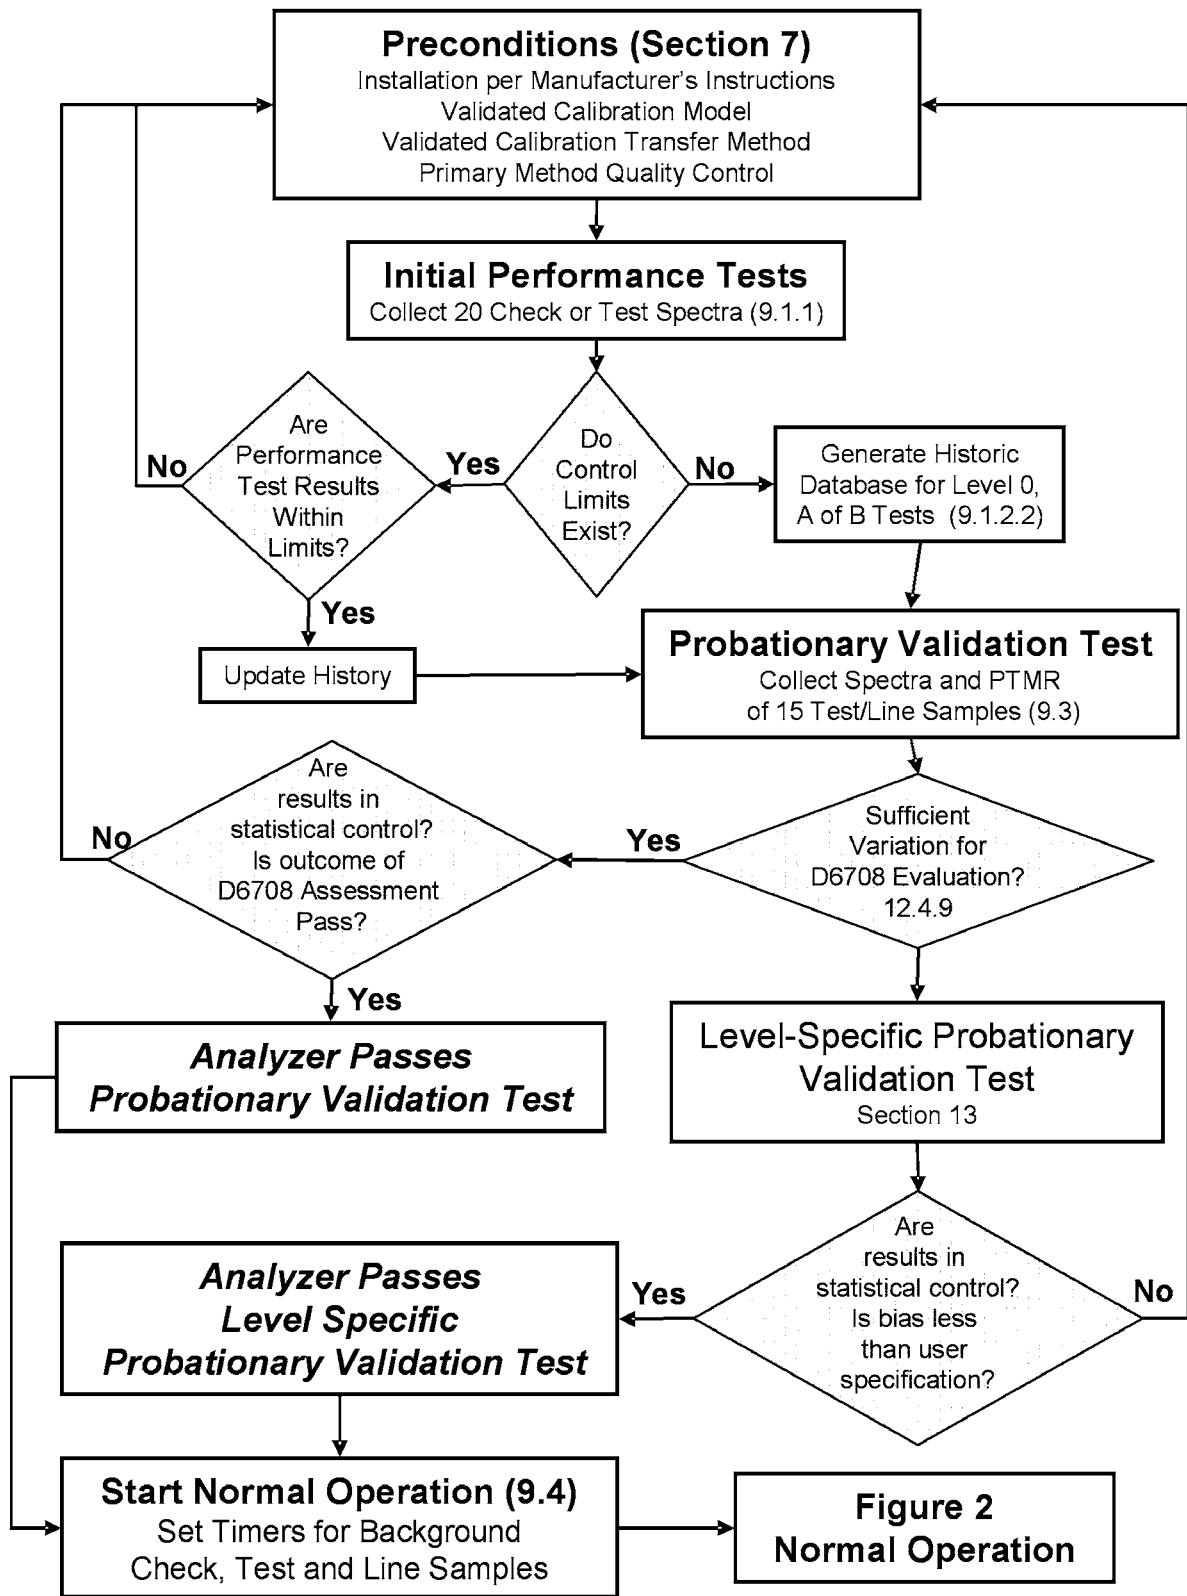 Preconditions (Section 7)
Installation per Manufacturer's Instructions
Validated Calibration Model
Validated Calibration Transfer Method
Primary Method Quality Control
Initial Performance Tests
Collect 20 Check or Test Spectra (9.1.1)
Are
Performance
Test Results
Within
Limits?
No
Yes
Do
Control
Limits
Exist?
No
Generate Historic
Database for Level 0,
A of B Tests (9.1.2.2)
Yes
Update History
Probationary Validation Test
Collect Spectra and PTMR
of 15 Test/Line Samples (9.3)
Are
results in
statistical control?
Is outcome of
D6708 Assessment
Pass?
No
Yes
Sufficient
Variation for
D6708 Evaluation?
12.4.9
Yes
Analyzer Passes
Probationary Validation Test
Level-Specific Probationary
Validation Test
Section 13
Analyzer Passes
Level Specific
Probationary Validation Test
Yes
Are
results in
statistical control?
Is bias less
than user
specification?
No
Start Normal Operation (9.4)
Set Timers for Background
Check, Test and Line Samples
Figure 2
Normal Operation